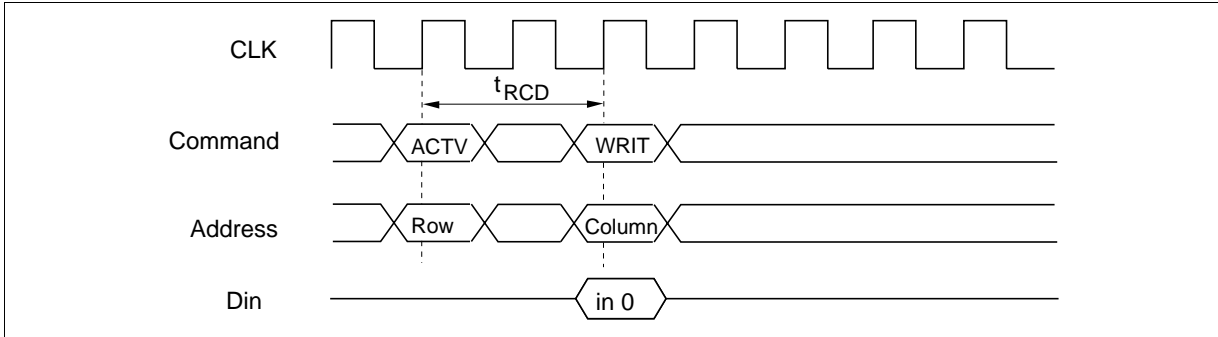 CLK
tRCD
Command
ACTV
WRIT
Address
Row
Column
Din
in 0